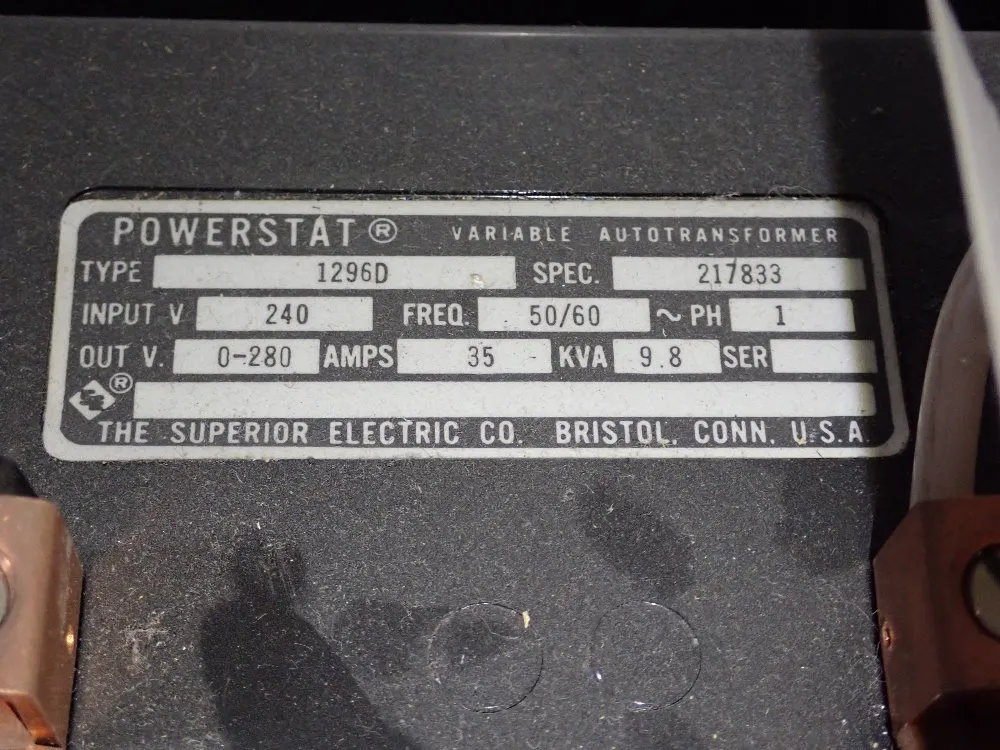 POWERSTAT® VARIABLE AUTOTRANSFORMER
TYPE 1296D SPEC. 217833
INPUT V 240 FREQ. 50/60 ~ PH 1
OUT V. 0-280 AMPS 35 KVA 9.8 SER
®
THE SUPERIOR ELECTRIC CO. BRISTOL, CONN. U.S.A.